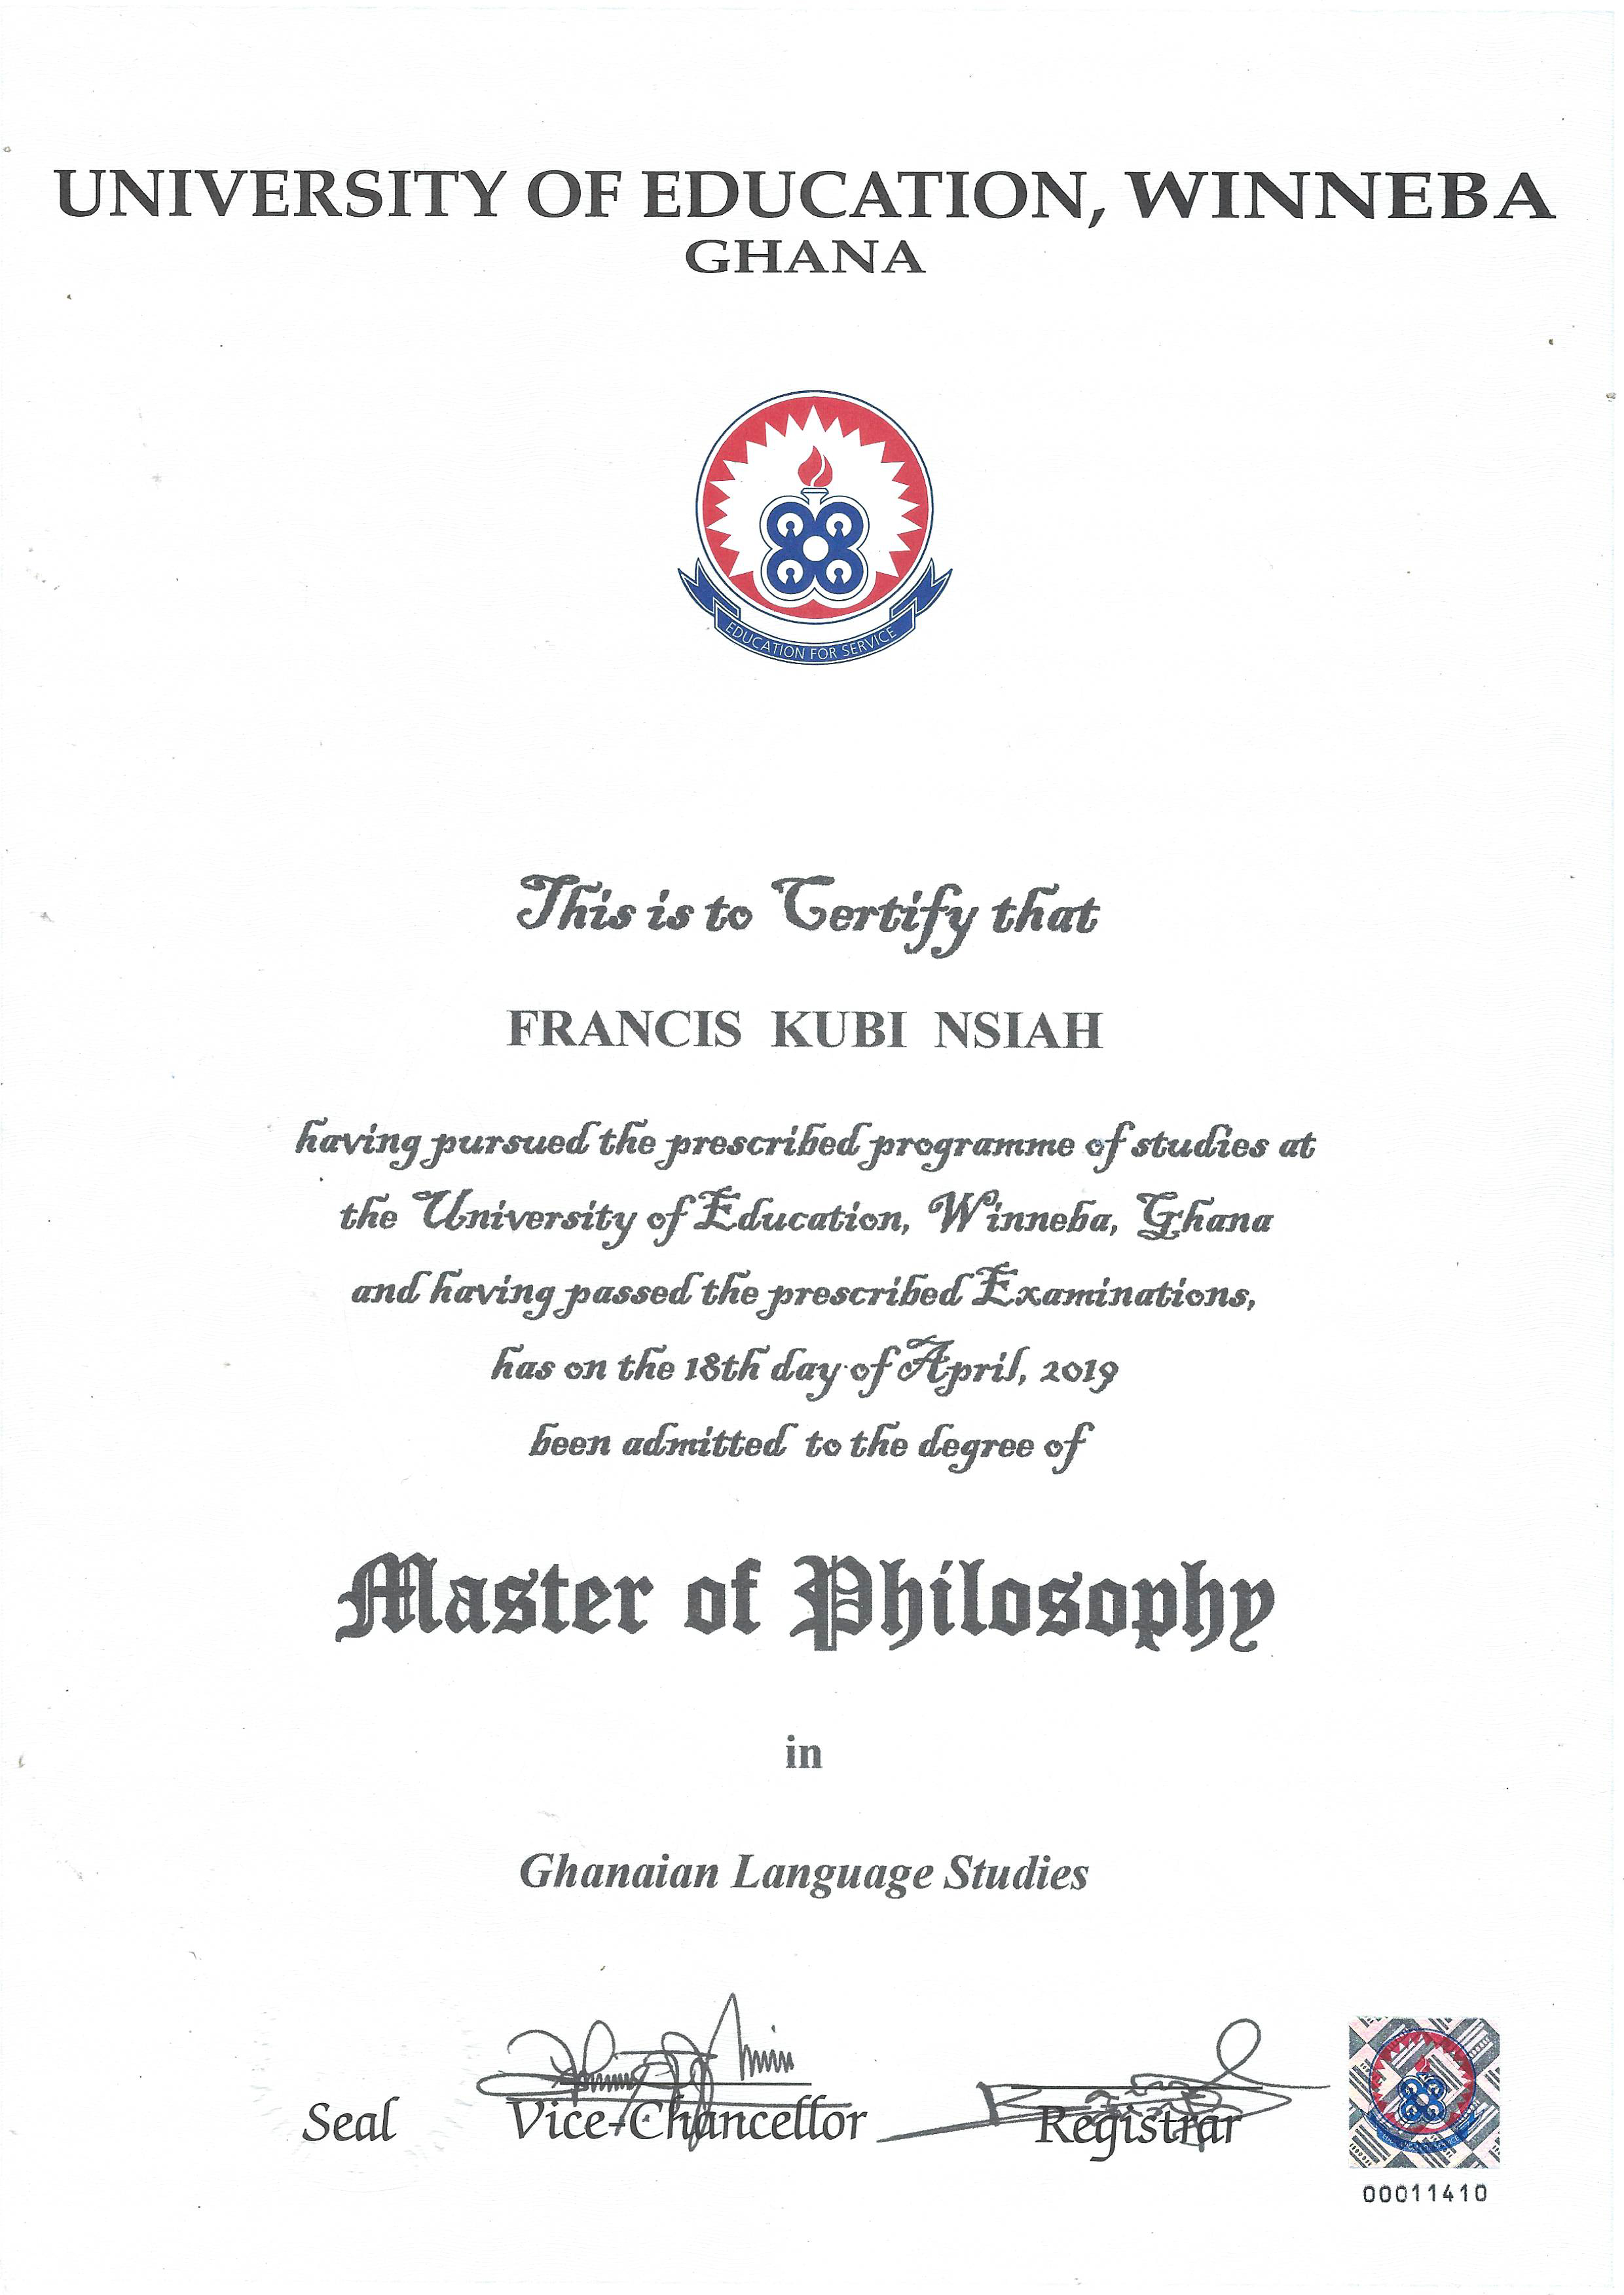 UNIVERSITY OF EDUCATION, WINNEBA
GHANA
EDUCATION FOR SERVICE
This is to Certify that
FRANCIS KUBI NSIAH
having pursued the prescribed programme of studies at
the University of Education, Winneba, Ghana
and having passed the prescribed Examinations,
has on the 18th day of April, 2019
been admitted to the degree of
Master of Philosophy
in
Ghanaian Language Studies
Seal
Vice-Chancellor
Registrar
00011410